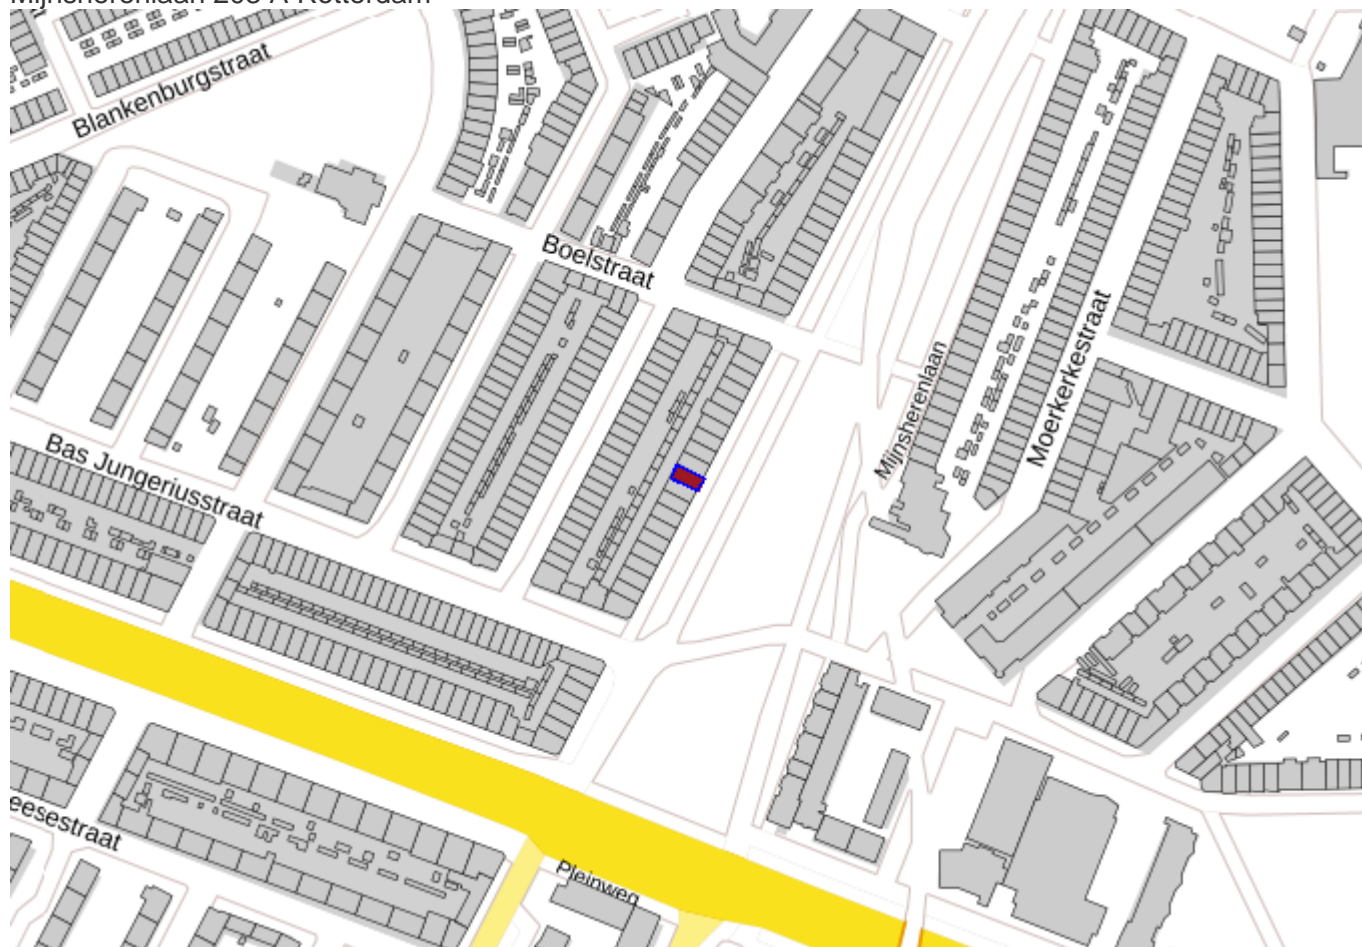 Blankenburgstraat
Boelstraat
Mijnsherenlaan
Moerkerkestraat
Bas Jungeriusstraat
eesestraat
Pleinweg